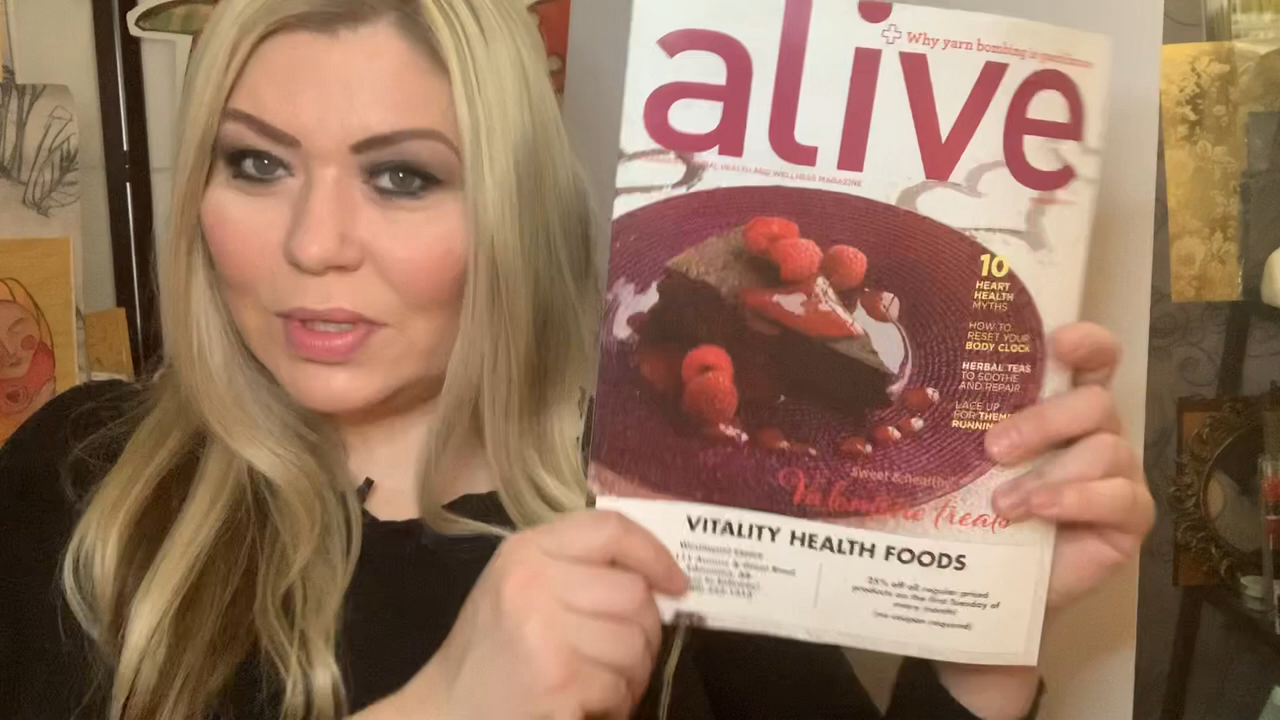 Why yarn bombing is
alive
HEALTH AND WELLNESS MAGAZINE
10
HEART
HEALTH
MYTHS
HOW TO
RESET YOUR
BODY CLOCK
HERBAL TEAS
TO SOOTHE
AND REPAIR
LACE UP
FOR THEME
RUNNIN
sweet & healthy
Valentine treats
VITALITY HEALTH FOODS
25% off all regular priced
products on the first Tuesday of
every month!
(no coupon required)